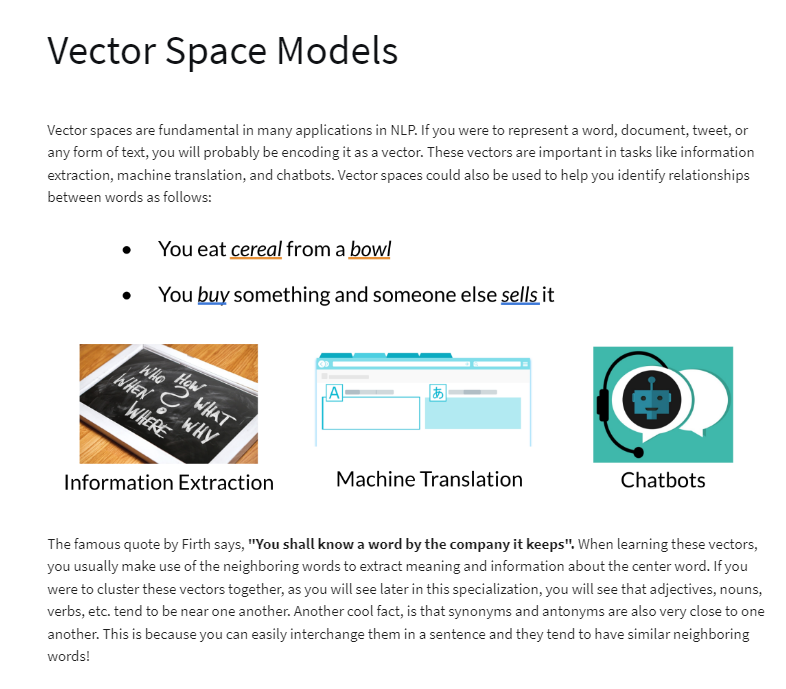 Vector Space Models
Vector spaces are fundamental in many applications in NLP. If you were to represent a word, document, tweet, or
any form of text, you will probably be encoding it as a vector. These vectors are important in tasks like information
extraction, machine translation, and chatbots. Vector spaces could also be used to help you identify relationships
between words as follows:
• You eat cereal from a bowl
• You buy something and someone else sells it
WHO HOW
WHEN ? WHAT
WHERE WHY
A あ
Information Extraction
Machine Translation
Chatbots
The famous quote by Firth says, "You shall know a word by the company it keeps". When learning these vectors,
you usually make use of the neighboring words to extract meaning and information about the center word. If you
were to cluster these vectors together, as you will see later in this specialization, you will see that adjectives, nouns,
verbs, etc. tend to be near one another. Another cool fact, is that synonyms and antonyms are also very close to one
another. This is because you can easily interchange them in a sentence and they tend to have similar neighboring
words!